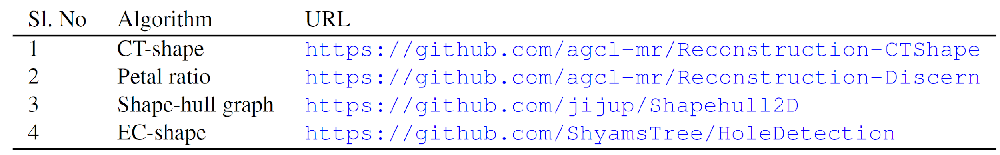 Sl. No Algorithm URL
1 CT-shape https://github.com/agcl-mr/Reconstruction-CTShape
2 Petal ratio https://github.com/agcl-mr/Reconstruction-Discern
3 Shape-hull graph https://github.com/jijup/Shapehull2D
4 EC-shape https://github.com/ShyamsTree/HoleDetection